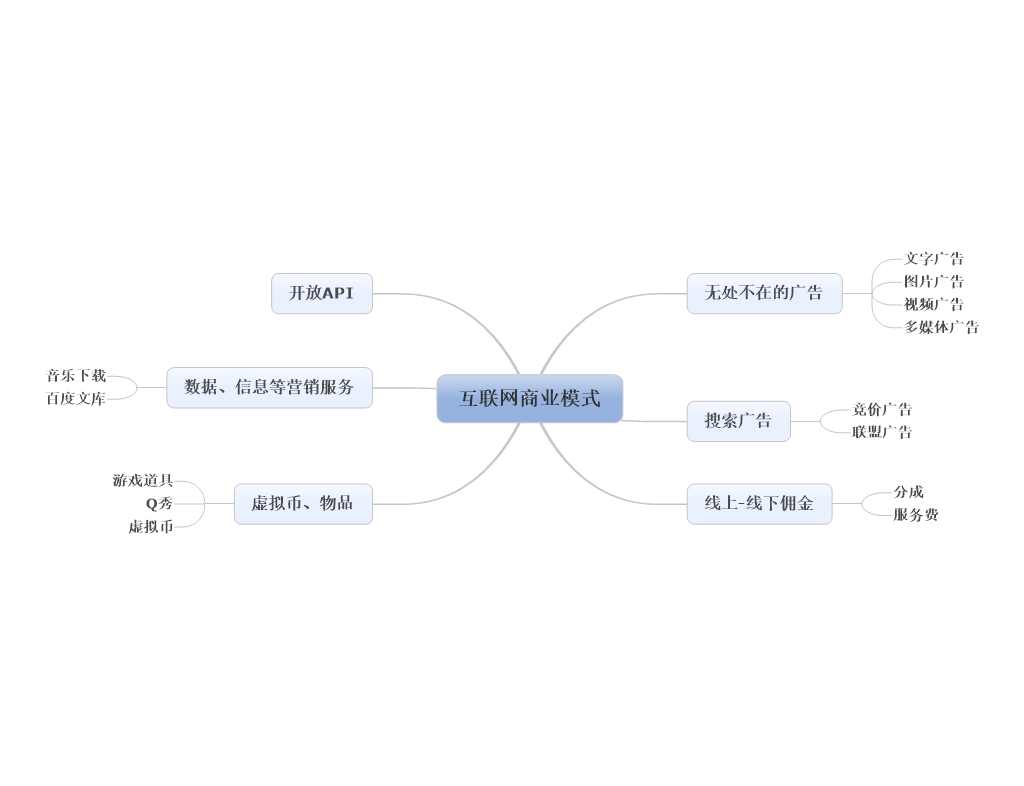 互联网商业模式
无处不在的广告
文字广告
图片广告
视频广告
多媒体广告
搜索广告
竞价广告
联盟广告
线上-线下佣金
分成
服务费
开放API
数据、信息等营销服务
音乐下载
百度文库
虚拟币、物品
游戏道具
Q秀
虚拟币